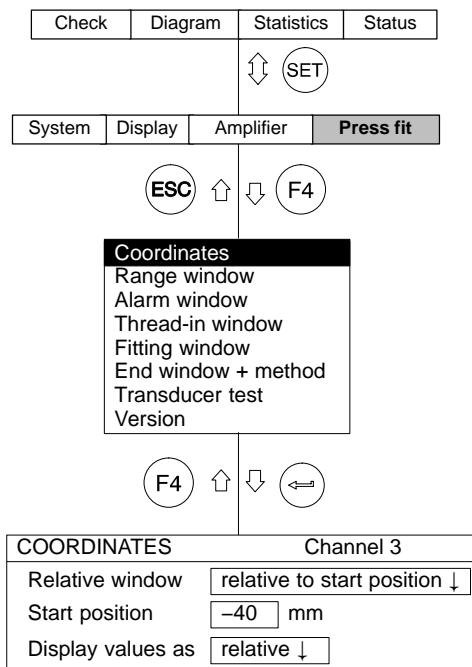 Check Diagram Statistics Status
SET
System Display Amplifier Press fit
ESC F4
Coordinates
Range window
Alarm window
Thread-in window
Fitting window
End window + method
Transducer test
Version
F4
COORDINATES Channel 3
Relative window relative to start position ↓
Start position −40 mm
Display values as relative ↓